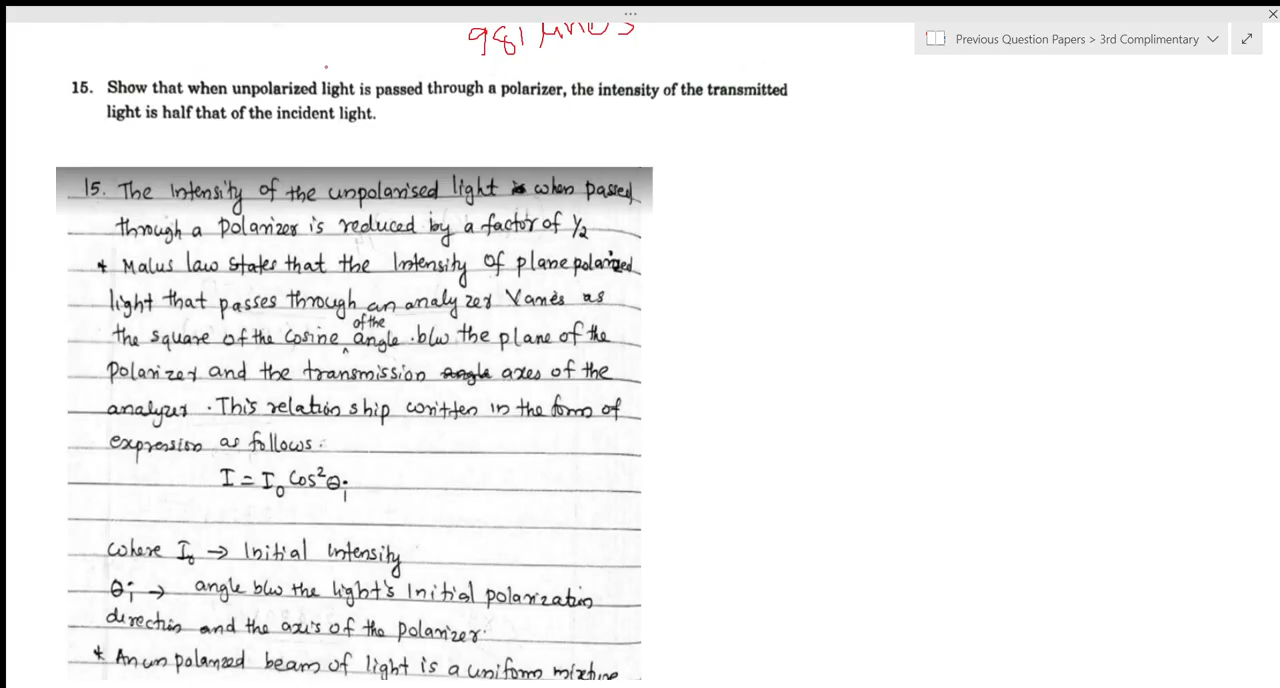 981 lines
Previous Question Papers > 3rd Complimentary
15. Show that when unpolarized light is passed through a polarizer, the intensity of the transmitted
light is half that of the incident light.
15. The intensity of the unpolarised light is when passed
through a polarizer is reduced by a factor of 1/2
* Malus law states that the Intensity of plane polarized
light that passes through an analyzer Varies as
the square of the cosine of the angle b/w the plane of the
polarizer and the transmission angle axes of the
analyzer. This relation ship written in the form of
expression as follows:
I = I₀ Cos²θᵢ
where I₀ → Initial Intensity
θᵢ → angle b/w the light's Initial polarization
direction and the axis of the polarizer.
* An un polarized beam of light is a uniform mixture